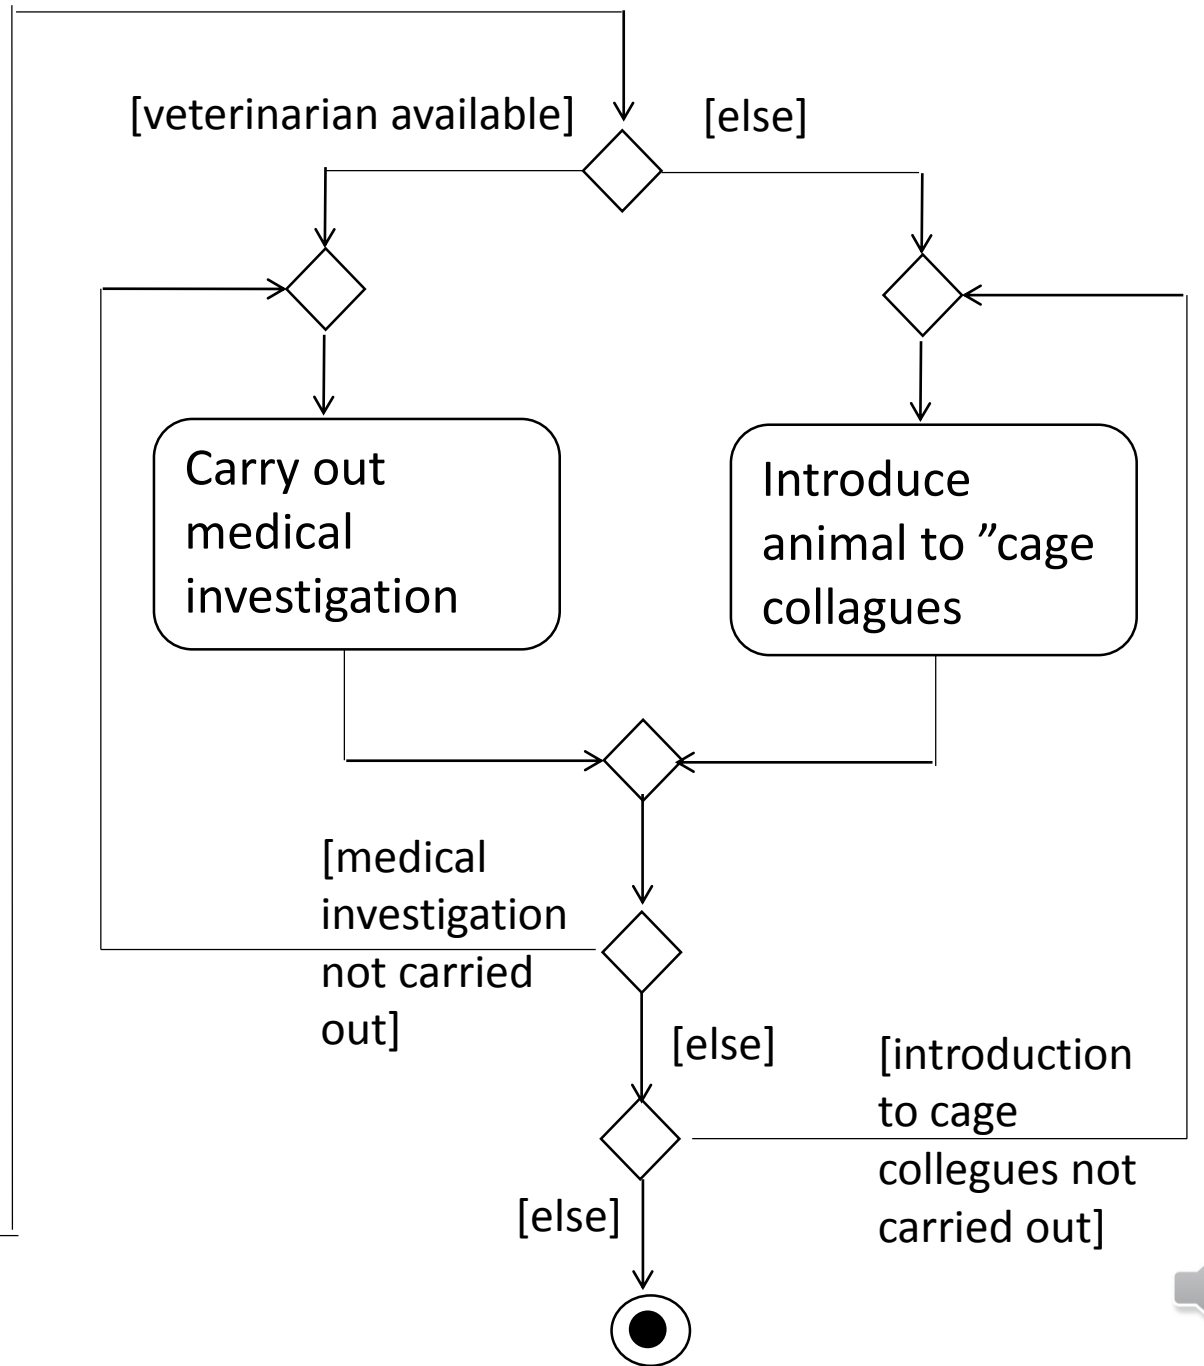 [veterinarian available]
[else]
Carry out
medical
investigation
Introduce
animal to ”cage
collagues
[medical
investigation
not carried
out]
[else]
[introduction
to cage
collegues not
carried out]
[else]